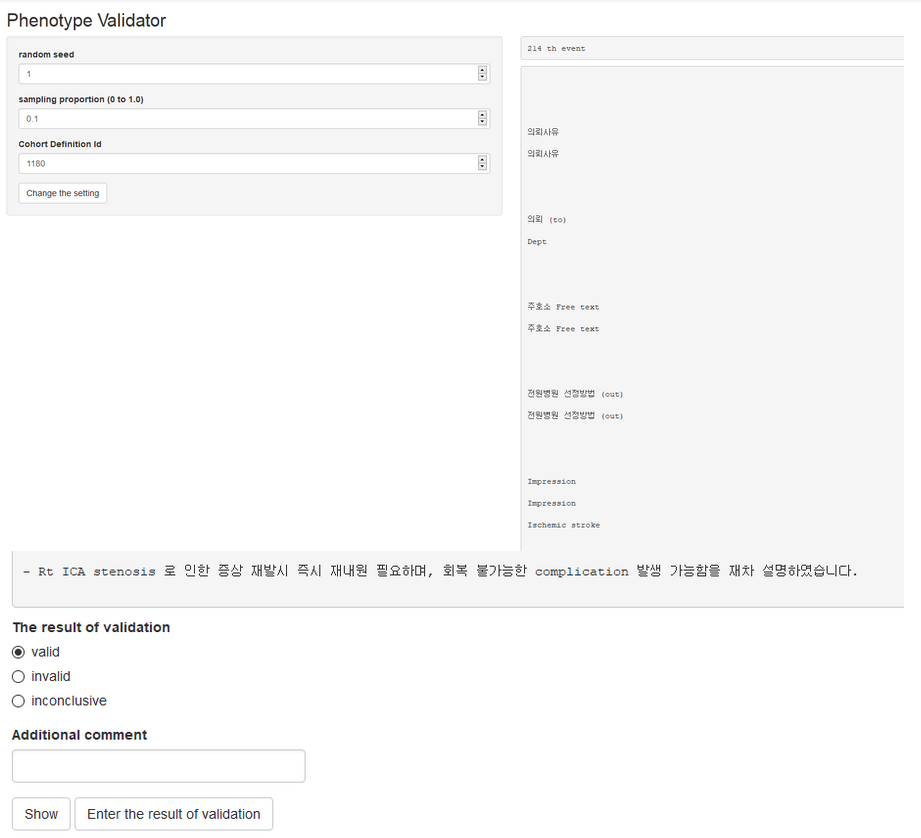 Phenotype Validator
random seed
1
sampling proportion (0 to 1.0)
0.1
Cohort Definition Id
1180
Change the setting
214 th event
의뢰사유
의뢰사유
의뢰 (to)
Dept
주호소 Free text
주호소 Free text
전원병원 선정방법 (out)
전원병원 선정방법 (out)
Impression
Impression
Ischemic stroke
- Rt ICA stenosis 로 인한 증상 재발시 즉시 재내원 필요하며, 회복 불가능한 complication 발생 가능함을 재차 설명하였습니다.
The result of validation
valid
invalid
inconclusive
Additional comment
Show
Enter the result of validation